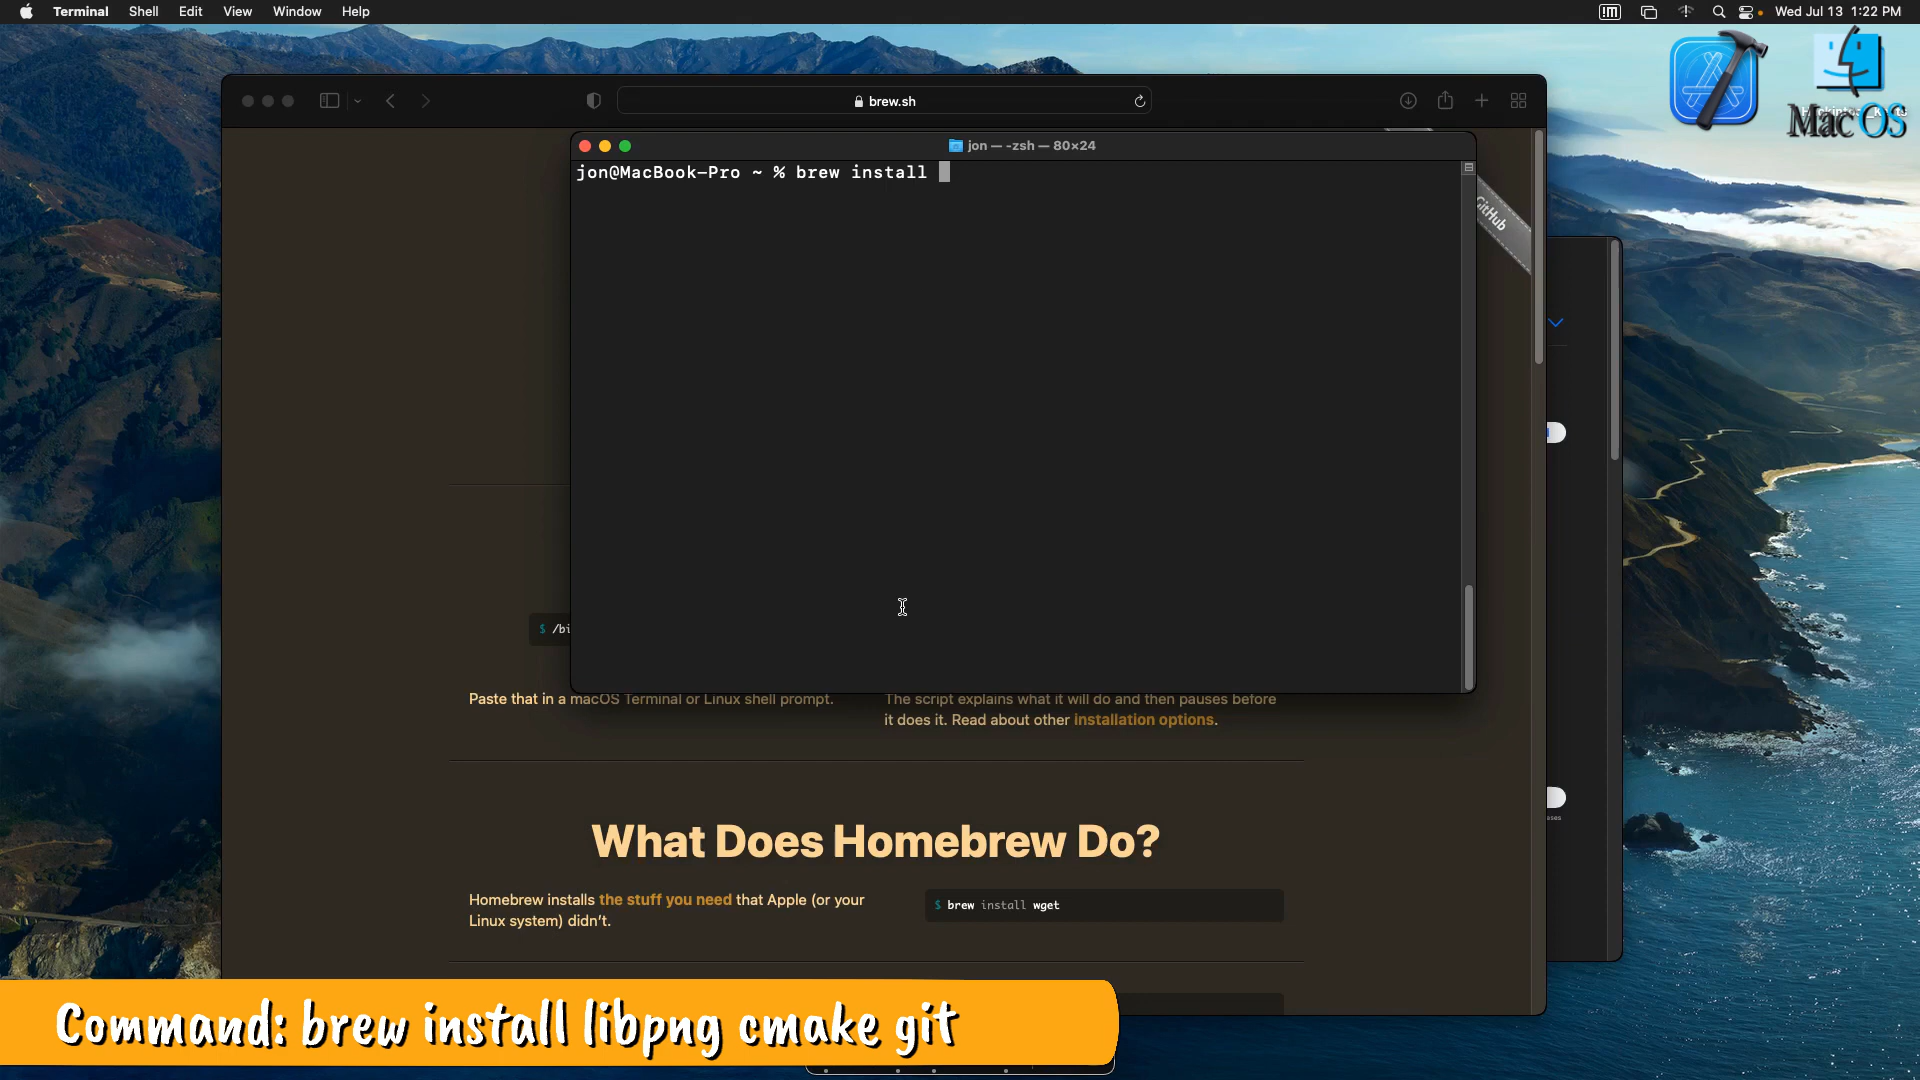 Terminal Shell Edit View Window Help
Wed Jul 13 1:22 PM
brew.sh
MacOS
jon — -zsh — 80×24
jon@MacBook-Pro ~ % brew install
GitHub
$ /bi
Paste that in a macOS Terminal or Linux shell prompt.
The script explains what it will do and then pauses before
it does it. Read about other installation options.
What Does Homebrew Do?
Homebrew installs the stuff you need that Apple (or your
Linux system) didn't.
$ brew install wget
Command: brew install libpng cmake git